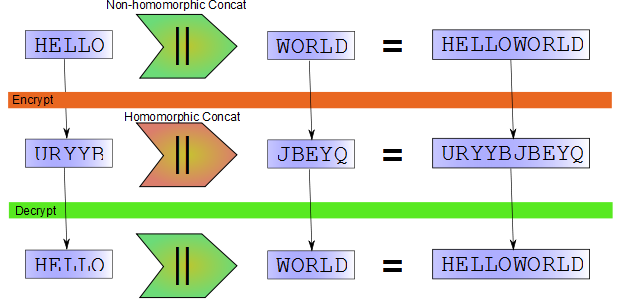 Non-homomorphic Concat
HELLO || WORLD = HELLOWORLD
Encrypt
Homomorphic Concat
URYYB || JBEYQ = URYYBJBEYQ
Decrypt
HELLO || WORLD = HELLOWORLD